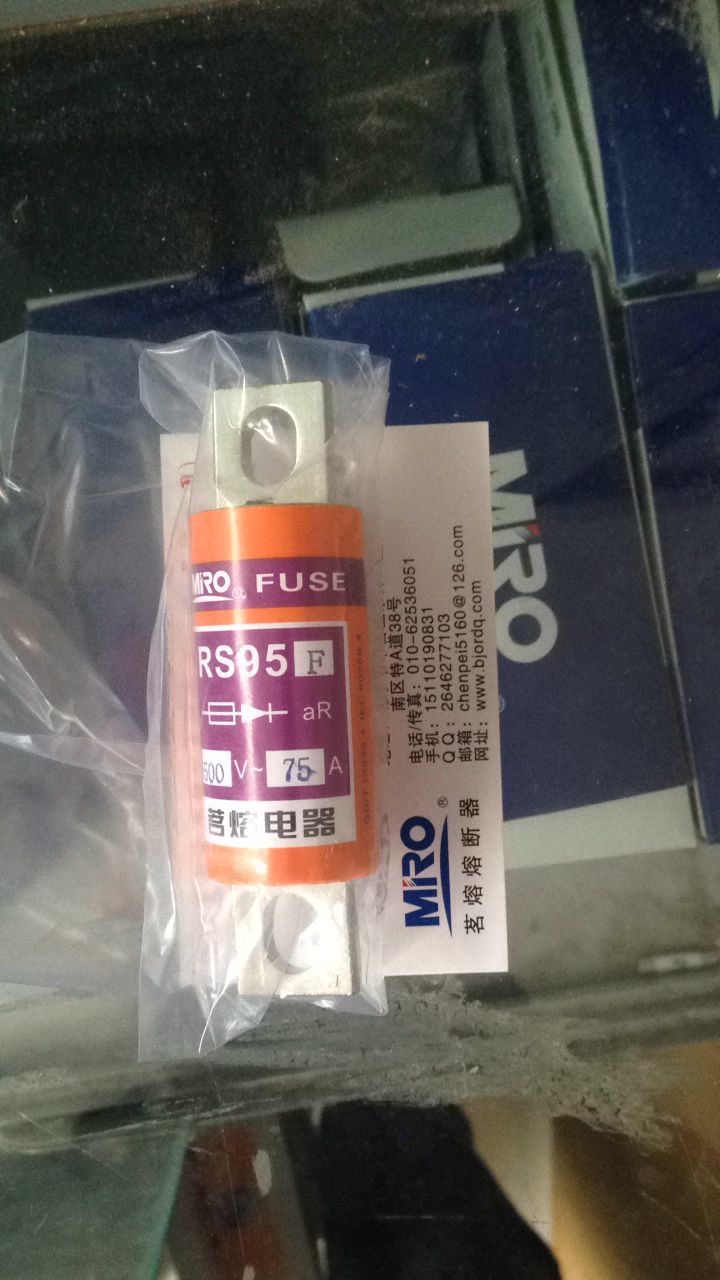 MIRO® FUSE
RS95 F
aR
500 V~ 75 A
茗熔电器
MIRO
南区特A道38号
电话/传真：010-62536051
手机：15110190831
QQ：2646277103
邮箱：chenpei5160@126.com
网址：www.bjordq.com
MIRO®
茗熔熔断器